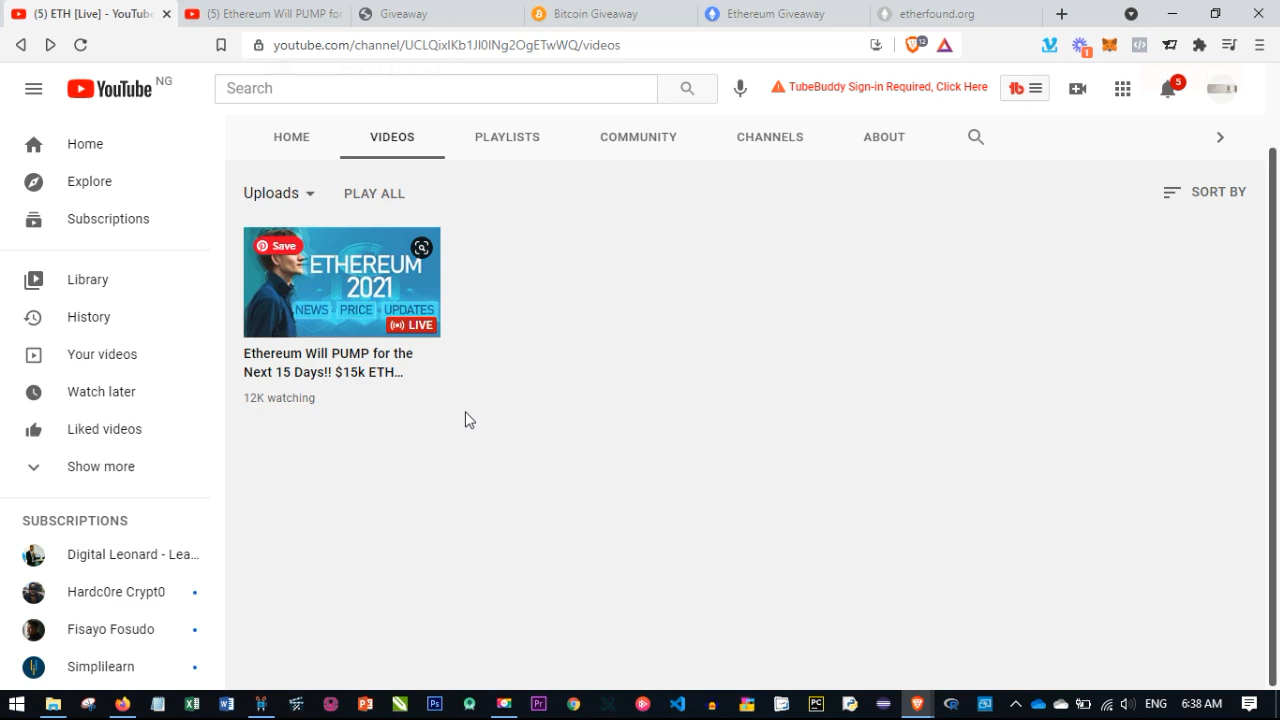 (5) ETH [Live] - YouTube
(5) Ethereum Will PUMP for
Giveaway
Bitcoin Giveaway
Ethereum Giveaway
etherfound.org
youtube.com/channel/UCLQixIKb1JI0INg2OgETwWQ/videos
12
1
YouTube NG
Search
TubeBuddy Sign-in Required, Click Here
tb
5
HOME
VIDEOS
PLAYLISTS
COMMUNITY
CHANNELS
ABOUT
Home
Explore
Subscriptions
Library
History
Your videos
Watch later
Liked videos
Show more
SUBSCRIPTIONS
Digital Leonard - Lea...
Hardc0re Crypt0
Fisayo Fosudo
Simplilearn
Uploads
PLAY ALL
SORT BY
Save
ETHEREUM
2021
NEWS PRICE UPDATES
LIVE
Ethereum Will PUMP for the
Next 15 Days!! $15k ETH...
12K watching
ENG
6:38 AM